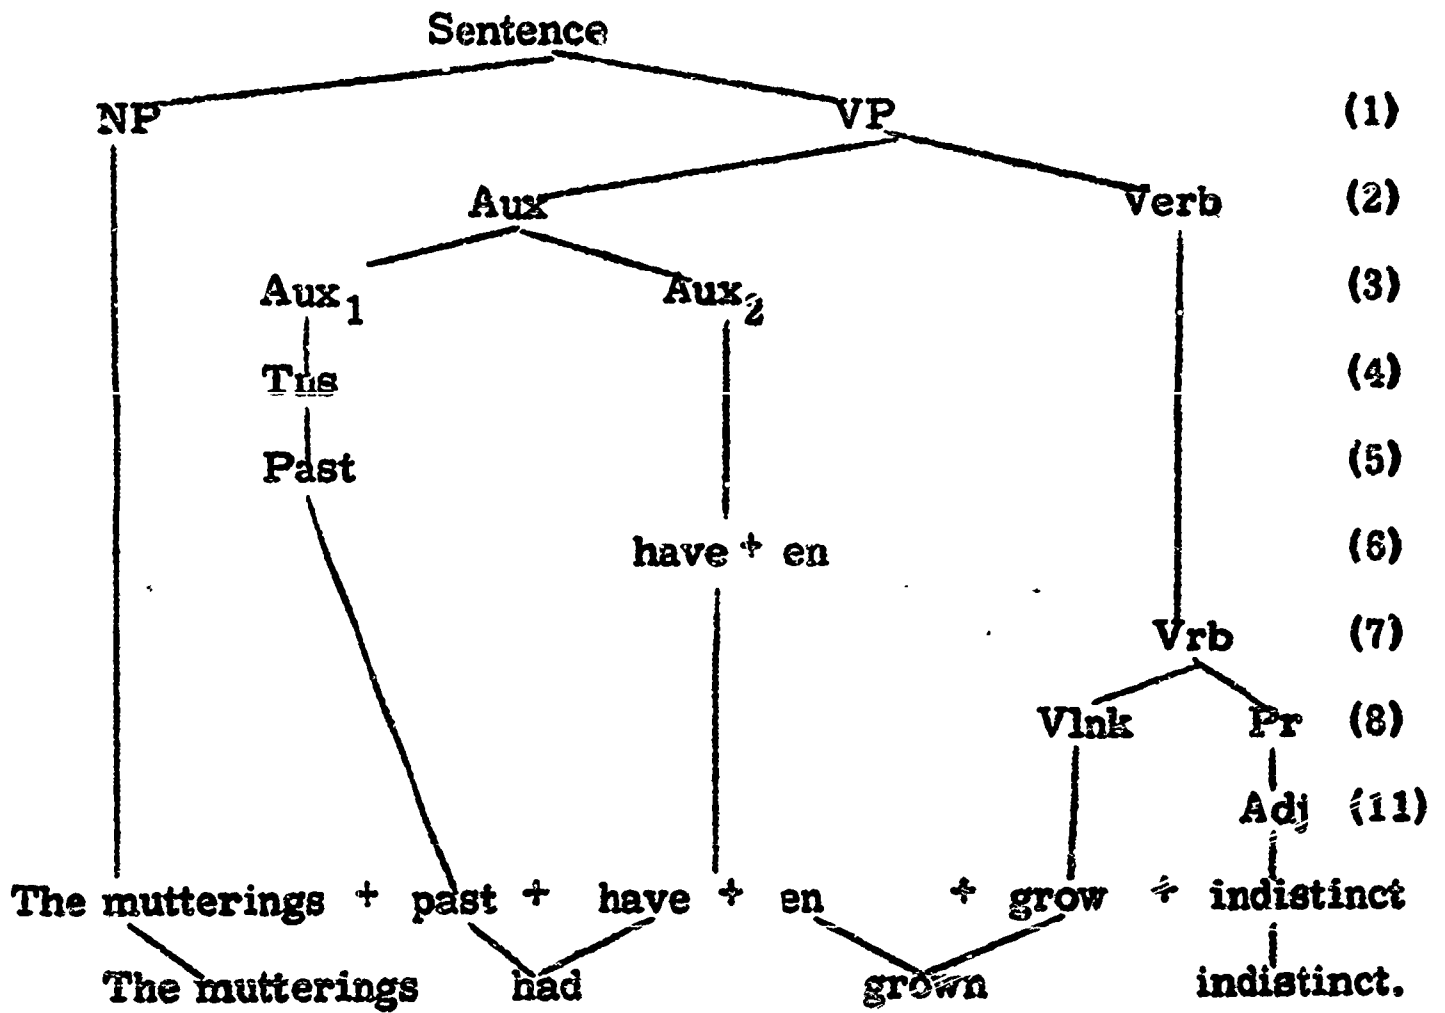 Sentence
NP VP (1)
Aux Verb (2)
Aux1 Aux2 (3)
Tns (4)
Past (5)
have + en (6)
Vrb (7)
Vlnk Pr (8)
Adj (11)
The mutterings + past + have + en + grow + indistinct
The mutterings had grown indistinct.